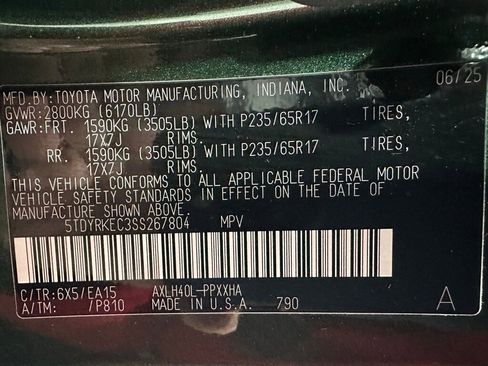 MFD.BY:TOYOTA MOTOR MANUFACTURING, INDIANA, INC. 06/25
GVWR:2800KG(6170LB)
GAWR:FRT. 1590KG(3505LB)WITH P235/65R17 TIRES,
17X7J RIMS.
RR. 1590KG(3505LB)WITH P235/65R17 TIRES,
17X7J RIMS.
THIS VEHICLE CONFORMS TO ALL APPLICABLE FEDERAL MOTOR
VEHICLE SAFETY STANDARDS IN EFFECT ON THE DATE OF
MANUFACTURE SHOWN ABOVE.
5TDYRKEC3SS267804 MPV
C/TR:6X5/EA15 AXLH40L-PPXXHA
A/TM: /P810 MADE IN U.S.A. 790 A